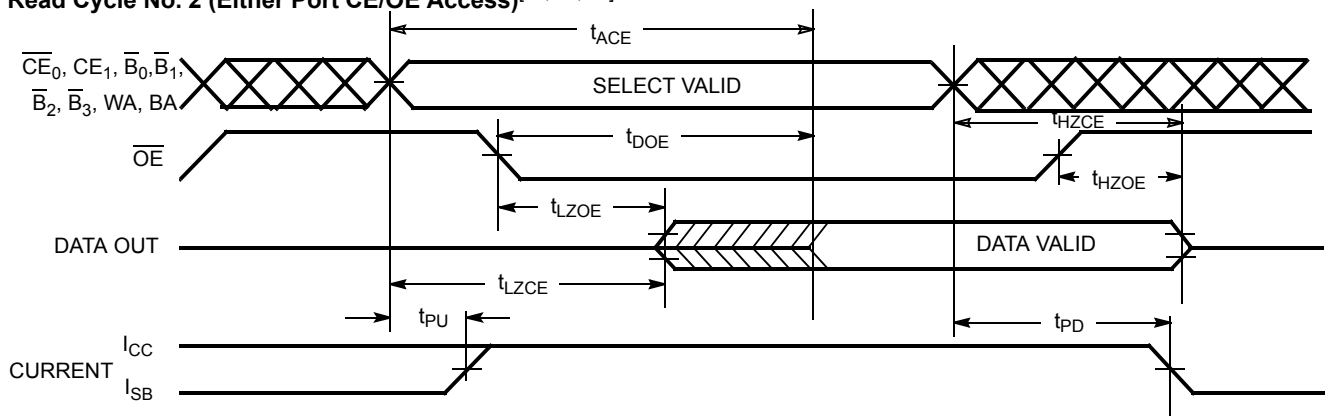 Read Cycle No. 2 (Either Port CE/OE Access)
tACE
CE0, CE1, B0,B1,
B2, B3, WA, BA
SELECT VALID
tHZCE
tDOE
OE
tHZOE
tLZOE
DATA OUT
DATA VALID
tLZCE
tPU
tPD
ICC
CURRENT
ISB